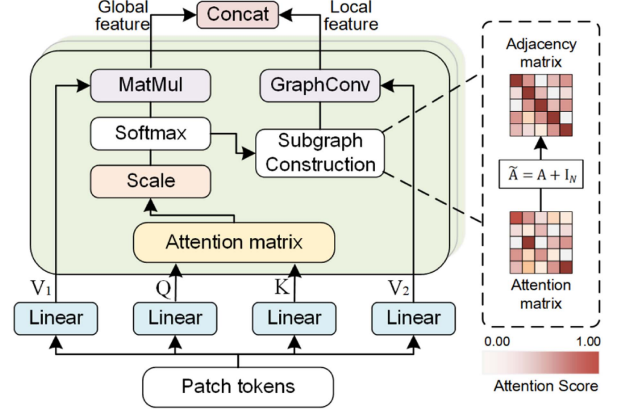 Global
feature
Concat
Local
feature
MatMul
GraphConv
Softmax
Subgraph
Construction
Scale
Attention matrix
V₁
Q
K
V₂
Linear
Linear
Linear
Linear
Patch tokens
Adjacency
matrix
Ã = A + I_N
Attention
matrix
0.00
1.00
Attention Score